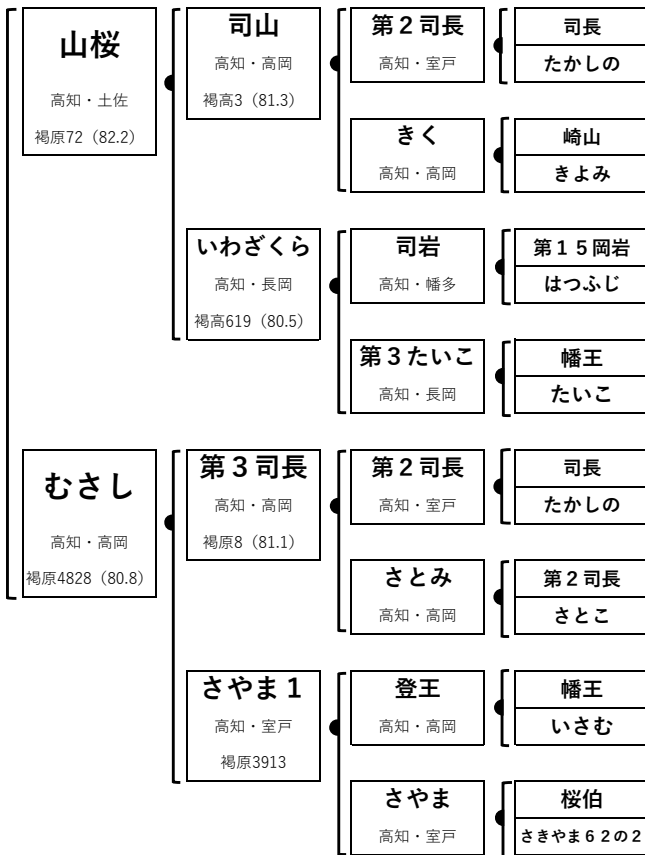 山桜
高知・土佐
褐原72（82.2）
司山
高知・高岡
褐高3（81.3）
第２司長
高知・室戸
司長
たかしの
きく
高知・高岡
崎山
きよみ
いわざくら
高知・長岡
褐高619（80.5）
司岩
高知・幡多
第１５岡岩
はつふじ
第３たいこ
高知・長岡
幡王
たいこ
むさし
高知・高岡
褐原4828（80.8）
第３司長
高知・高岡
褐原8（81.1）
第２司長
高知・室戸
司長
たかしの
さとみ
高知・高岡
第２司長
さとこ
さやま１
高知・室戸
褐原3913
登王
高知・高岡
幡王
いさむ
さやま
高知・室戸
桜伯
さきやま６２の２